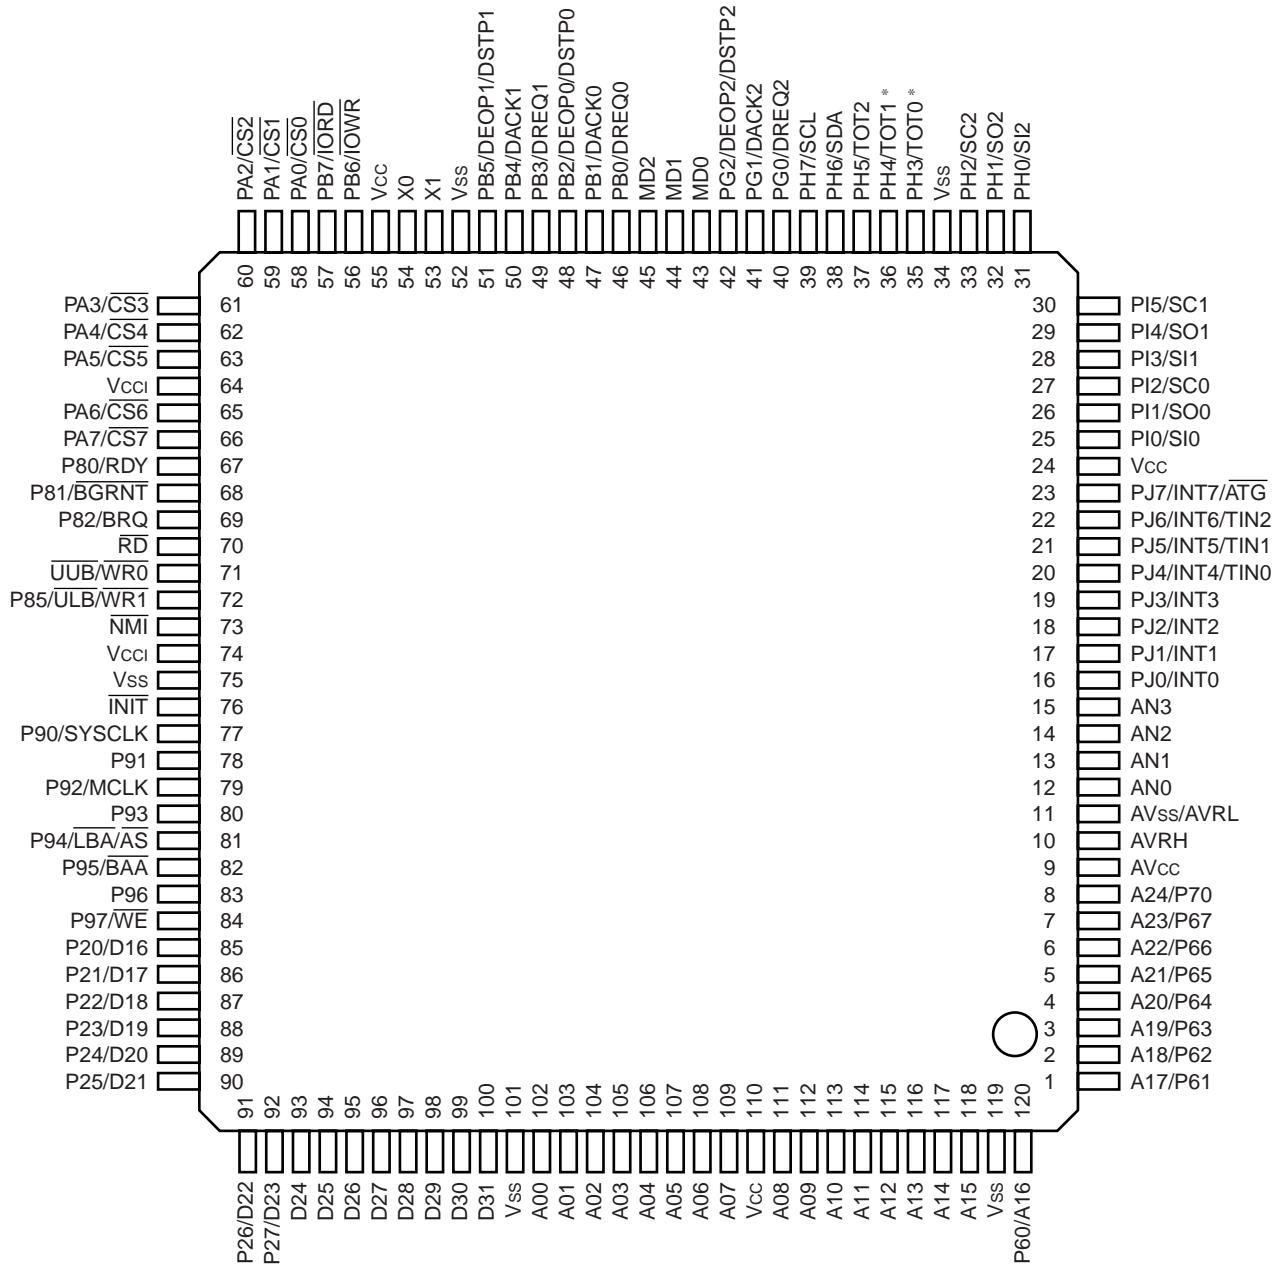 PA2/CS2
PA1/CS1
PA0/CS0
PB7/IORD
PB6/IOWR
VCC
X0
X1
VSS
PB5/DEOP1/DSTP1
PB4/DACK1
PB3/DREQ1
PB2/DEOP0/DSTP0
PB1/DACK0
PB0/DREQ0
MD2
MD1
MD0
PG2/DEOP2/DSTP2
PG1/DACK2
PG0/DREQ2
PH7/SCL
PH6/SDA
PH5/TOT2
PH4/TOT1 *
PH3/TOT0 *
VSS
PH2/SC2
PH1/SO2
PH0/SI2
60
59
58
57
56
55
54
53
52
51
50
49
48
47
46
45
44
43
42
41
40
39
38
37
36
35
34
33
32
31
PA3/CS3 61 30 PI5/SC1
PA4/CS4 62 29 PI4/SO1
PA5/CS5 63 28 PI3/SI1
VCCI 64 27 PI2/SC0
PA6/CS6 65 26 PI1/SO0
PA7/CS7 66 25 PI0/SI0
P80/RDY 67 24 VCC
P81/BGRNT 68 23 PJ7/INT7/ATG
P82/BRQ 69 22 PJ6/INT6/TIN2
RD 70 21 PJ5/INT5/TIN1
UUB/WR0 71 20 PJ4/INT4/TIN0
P85/ULB/WR1 72 19 PJ3/INT3
NMI 73 18 PJ2/INT2
VCCI 74 17 PJ1/INT1
VSS 75 16 PJ0/INT0
INIT 76 15 AN3
P90/SYSCLK 77 14 AN2
P91 78 13 AN1
P92/MCLK 79 12 AN0
P93 80 11 AVSS/AVRL
P94/LBA/AS 81 10 AVRH
P95/BAA 82 9 AVCC
P96 83 8 A24/P70
P97/WE 84 7 A23/P67
P20/D16 85 6 A22/P66
P21/D17 86 5 A21/P65
P22/D18 87 4 A20/P64
P23/D19 88 3 A19/P63
P24/D20 89 2 A18/P62
P25/D21 90 1 A17/P61
91
92
93
94
95
96
97
98
99
100
101
102
103
104
105
106
107
108
109
110
111
112
113
114
115
116
117
118
119
120
P26/D22
P27/D23
D24
D25
D26
D27
D28
D29
D30
D31
VSS
A00
A01
A02
A03
A04
A05
A06
A07
VCC
A08
A09
A10
A11
A12
A13
A14
A15
VSS
P60/A16